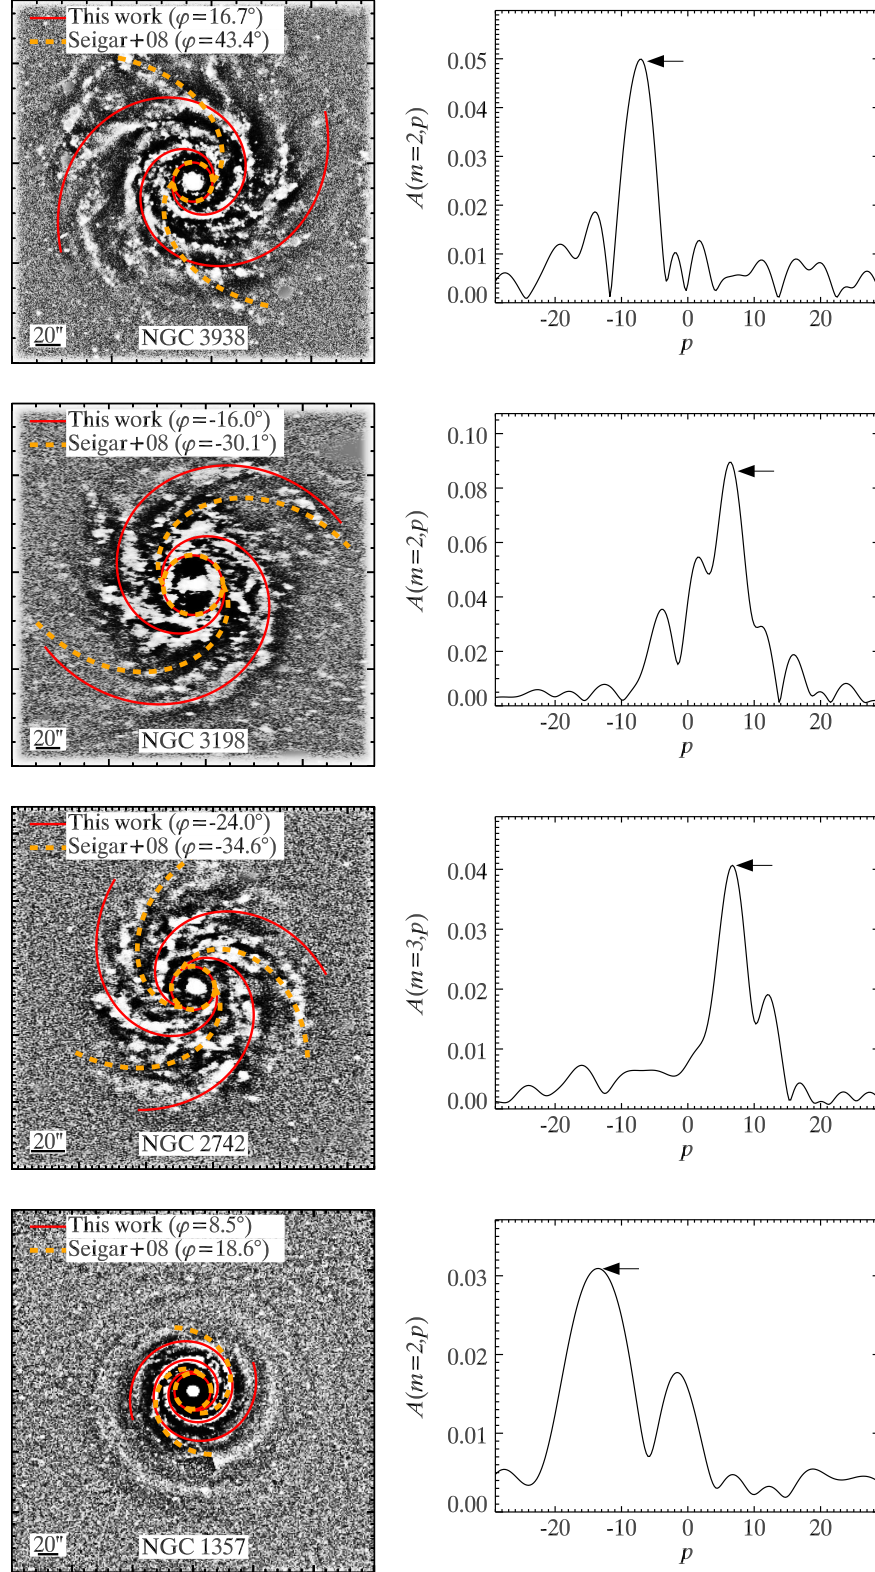 This work (φ=16.7°)
Seigar+08 (φ=43.4°)
20"
NGC 3938
0.05
0.04
0.03
0.02
0.01
0.00
A(m=2,p)
-20 -10 0 10 20
p
This work (φ=-16.0°)
Seigar+08 (φ=-30.1°)
20"
NGC 3198
0.10
0.08
0.06
0.04
0.02
0.00
A(m=2,p)
-20 -10 0 10 20
p
This work (φ=-24.0°)
Seigar+08 (φ=-34.6°)
20"
NGC 2742
0.04
0.03
0.02
0.01
0.00
A(m=3,p)
-20 -10 0 10 20
p
This work (φ=8.5°)
Seigar+08 (φ=18.6°)
20"
NGC 1357
0.03
0.02
0.01
0.00
A(m=2,p)
-20 -10 0 10 20
p